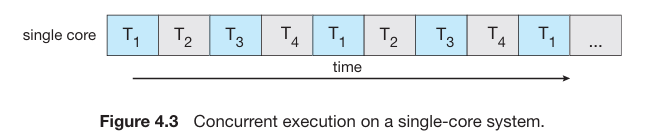 single core T1 T2 T3 T4 T1 T2 T3 T4 T1 ...
time
Figure 4.3 Concurrent execution on a single-core system.